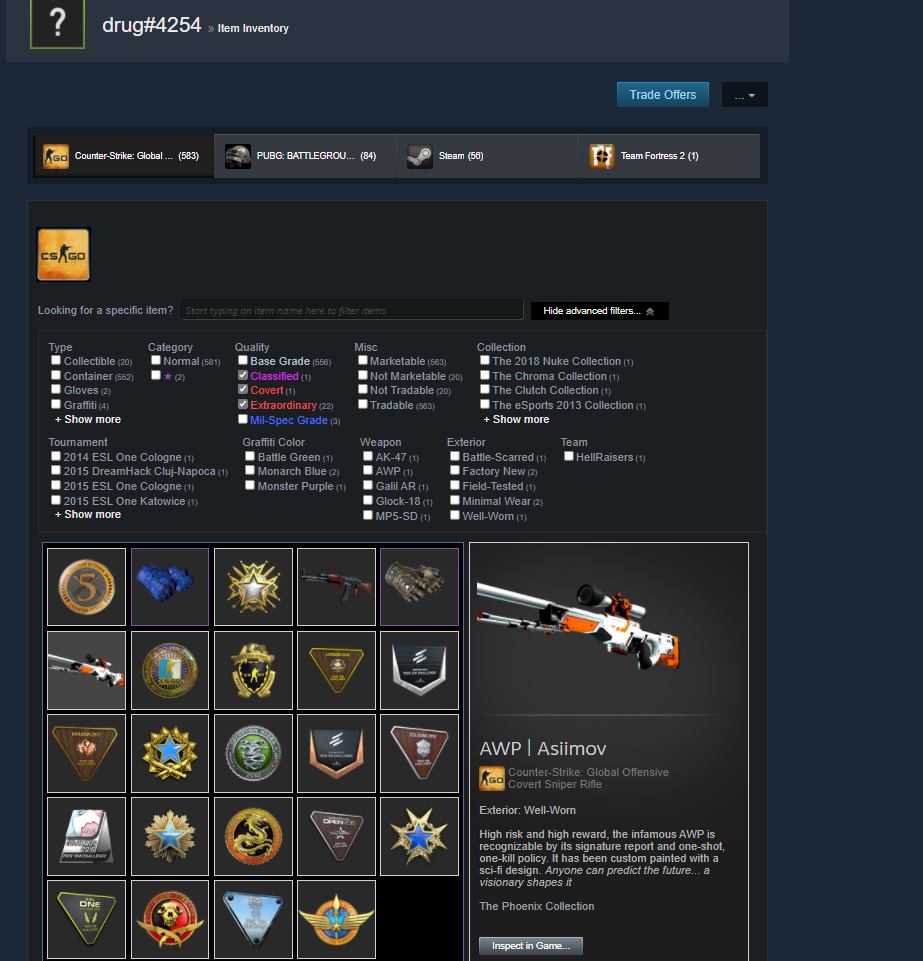 drug#4254 » Item Inventory
Trade Offers
...
Counter-Strike: Global ... (583)
PUBG: BATTLEGROU... (84)
Steam (56)
Team Fortress 2 (1)
CS GO
Looking for a specific item?
Start typing an item name here to filter items
Hide advanced filters...
Type
Collectible (20)
Container (552)
Gloves (2)
Graffiti (4)
+ Show more
Category
Normal (581)
★ (2)
Quality
Base Grade (556)
Classified (1)
Covert (1)
Extraordinary (22)
Mil-Spec Grade (3)
Misc
Marketable (563)
Not Marketable (20)
Not Tradable (20)
Tradable (563)
Collection
The 2018 Nuke Collection (1)
The Chroma Collection (1)
The Clutch Collection (1)
The eSports 2013 Collection (1)
+ Show more
Tournament
2014 ESL One Cologne (1)
2015 DreamHack Cluj-Napoca (1)
2015 ESL One Cologne (1)
2015 ESL One Katowice (1)
+ Show more
Graffiti Color
Battle Green (1)
Monarch Blue (2)
Monster Purple (1)
Weapon
AK-47 (1)
AWP (1)
Galil AR (1)
Glock-18 (1)
MP5-SD (1)
Exterior
Battle-Scarred (1)
Factory New (2)
Field-Tested (1)
Minimal Wear (2)
Well-Worn (1)
Team
HellRaisers (1)
5
AWP | Asiimov
GO
Counter-Strike: Global Offensive
Covert Sniper Rifle
Exterior: Well-Worn
High risk and high reward, the infamous AWP is
recognizable by its signature report and one-shot,
one-kill policy. It has been custom painted with a
sci-fi design. Anyone can predict the future... a
visionary shapes it
The Phoenix Collection
Inspect in Game...